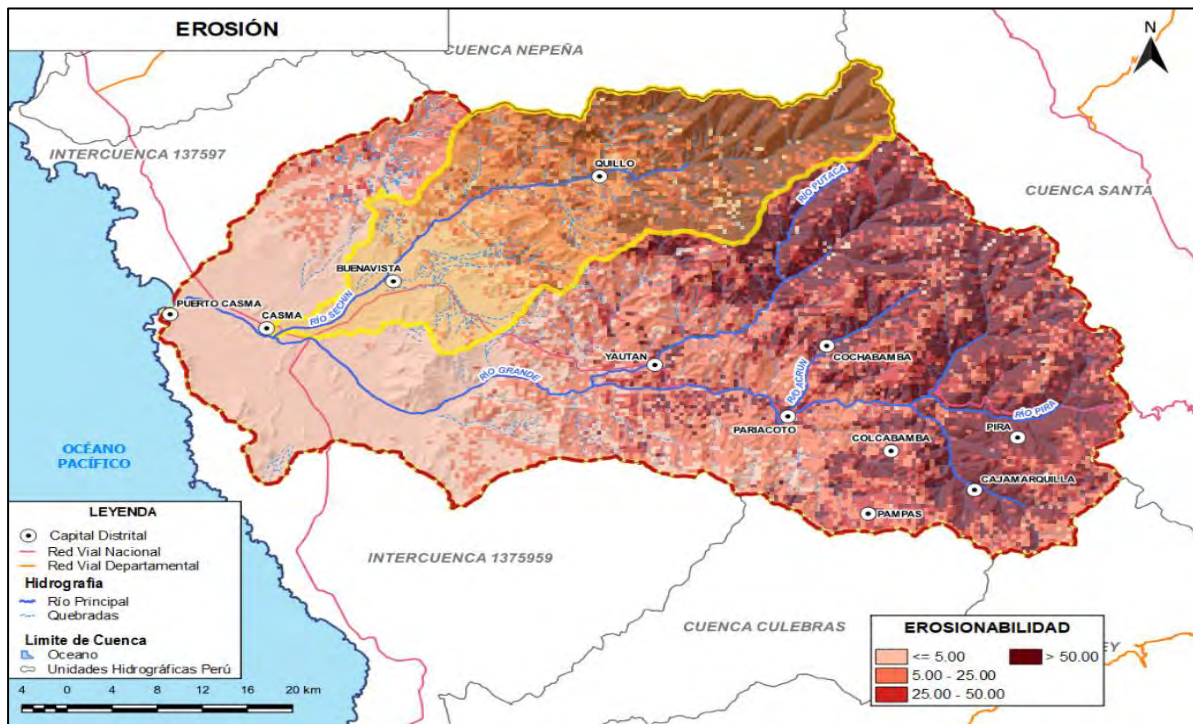 EROSIÓN
N
CUENCA NEPEÑA
INTERCUENCA 137597
CUENCA SANTA
QUILLO
RÍO PUTACA
BUENAVISTA
PUERTO CASMA
CASMA
RÍO SECHÍN
YAUTAN
COCHABAMBA
RÍO GRANDE
RÍO ACRUN
PARIACOTO
RÍO PIRA
PIRA
COLCABAMBA
CAJAMARQUILLA
PAMPAS
OCÉANO
PACÍFICO
INTERCUENCA 1375959
CUENCA CULEBRAS
EY
LEYENDA
Capital Distrital
Red Vial Nacional
Red Vial Departamental
Hidrografia
Río Principal
Quebradas
Limite de Cuenca
Oceano
Unidades Hidrográficas Perú
4 0 4 8 12 16 20 km
EROSIONABILIDAD
<= 5.00
> 50.00
5.00 - 25.00
25.00 - 50.00